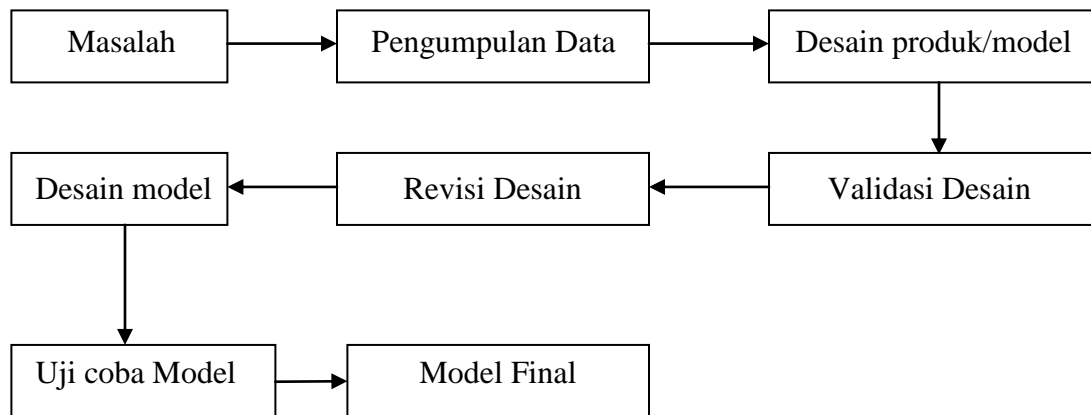 Masalah
Pengumpulan Data
Desain produk/model
Desain model
Revisi Desain
Validasi Desain
Uji coba Model
Model Final